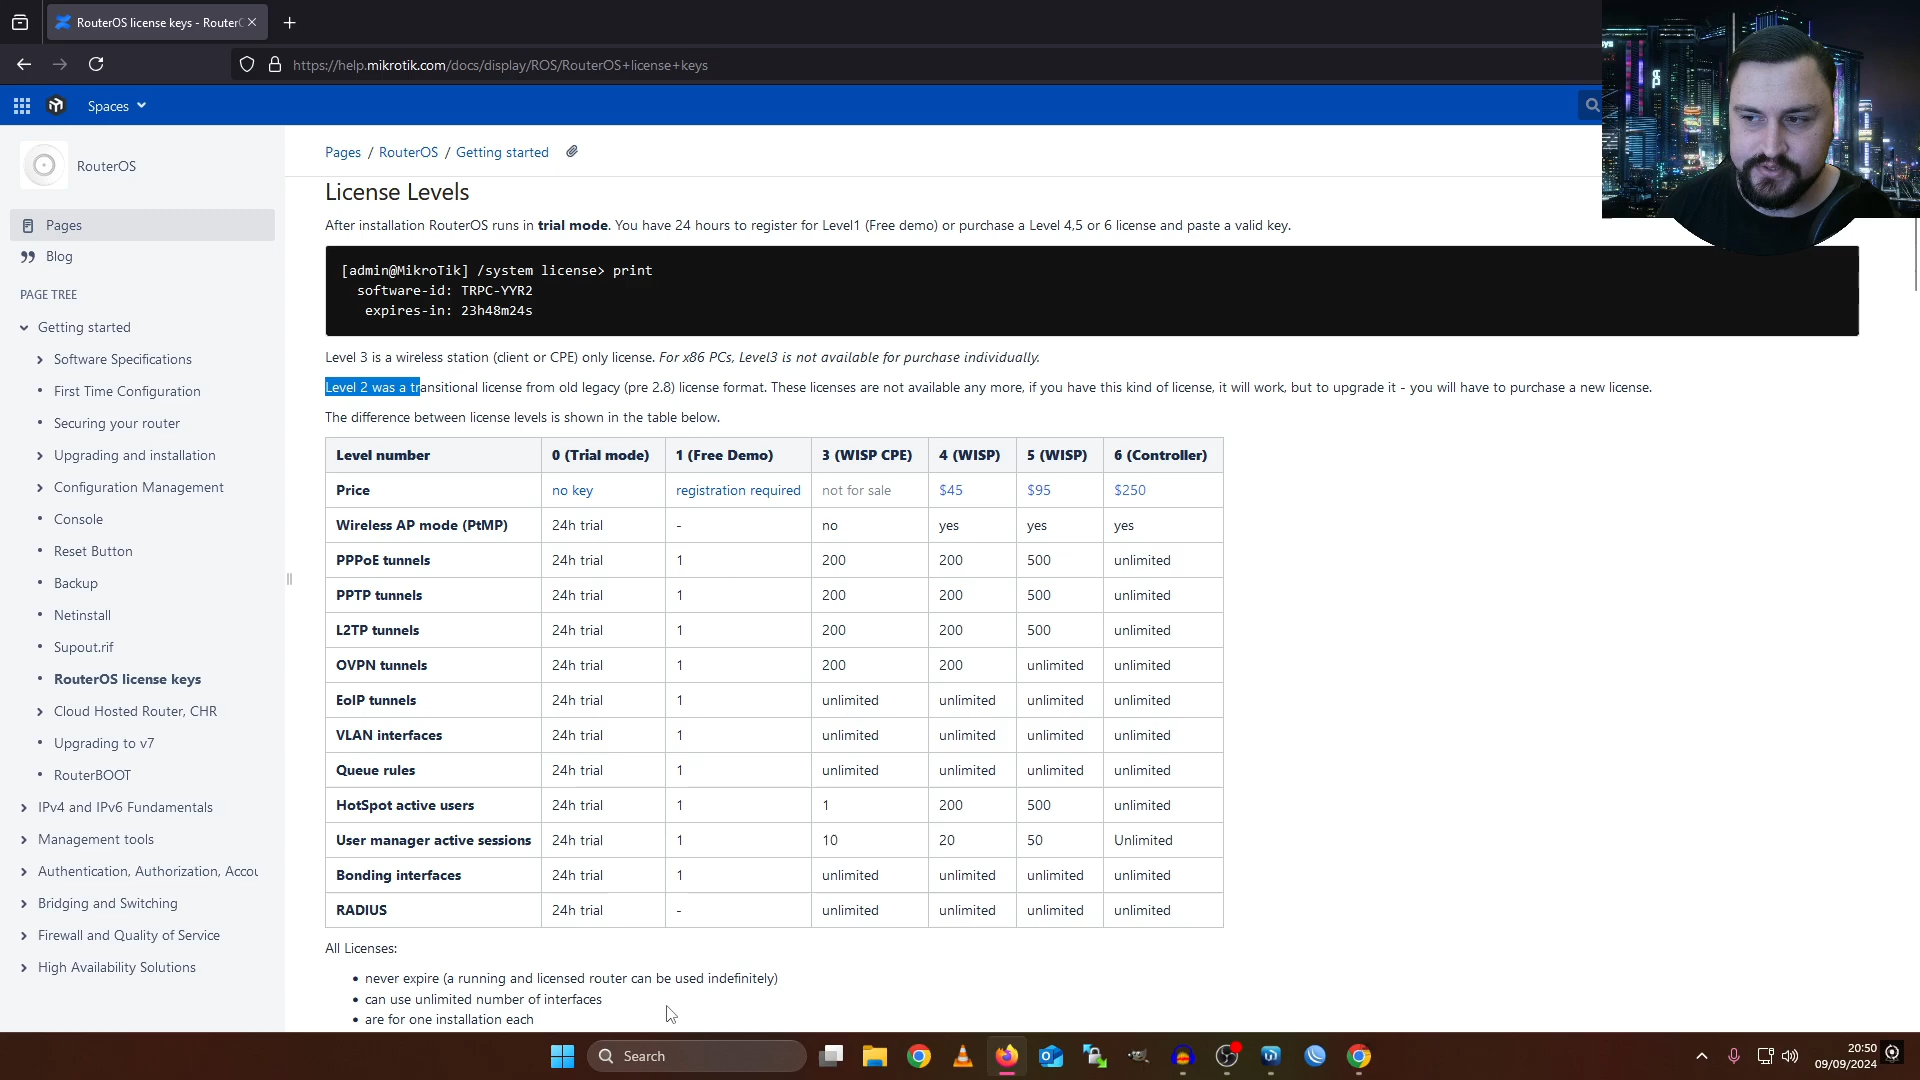 RouterOS license keys - Router
https://help.mikrotik.com/docs/display/ROS/RouterOS+license+keys
Spaces
RouterOS
Pages
Blog
PAGE TREE
Getting started
Software Specifications
First Time Configuration
Securing your router
Upgrading and installation
Configuration Management
Console
Reset Button
Backup
Netinstall
Supout.rif
RouterOS license keys
Cloud Hosted Router, CHR
Upgrading to v7
RouterBOOT
IPv4 and IPv6 Fundamentals
Management tools
Authentication, Authorization, Accou
Bridging and Switching
Firewall and Quality of Service
High Availability Solutions
Pages / RouterOS / Getting started
License Levels
After installation RouterOS runs in trial mode. You have 24 hours to register for Level1 (Free demo) or purchase a Level 4,5 or 6 license and paste a valid key.
[admin@MikroTik] /system license> print
software-id: TRPC-YYR2
expires-in: 23h48m24s
Level 3 is a wireless station (client or CPE) only license. For x86 PCs, Level3 is not available for purchase individually.
Level 2 was a transitional license from old legacy (pre 2.8) license format. These licenses are not available any more, if you have this kind of license, it will work, but to upgrade it - you will have to purchase a new license.
The difference between license levels is shown in the table below.
Level number 0 (Trial mode) 1 (Free Demo) 3 (WISP CPE) 4 (WISP) 5 (WISP) 6 (Controller)
Price no key registration required not for sale $45 $95 $250
Wireless AP mode (PtMP) 24h trial - no yes yes yes
PPPoE tunnels 24h trial 1 200 200 500 unlimited
PPTP tunnels 24h trial 1 200 200 500 unlimited
L2TP tunnels 24h trial 1 200 200 500 unlimited
OVPN tunnels 24h trial 1 200 200 unlimited unlimited
EoIP tunnels 24h trial 1 unlimited unlimited unlimited unlimited
VLAN interfaces 24h trial 1 unlimited unlimited unlimited unlimited
Queue rules 24h trial 1 unlimited unlimited unlimited unlimited
HotSpot active users 24h trial 1 1 200 500 unlimited
User manager active sessions 24h trial 1 10 20 50 Unlimited
Bonding interfaces 24h trial 1 unlimited unlimited unlimited unlimited
RADIUS 24h trial - unlimited unlimited unlimited unlimited
All Licenses:
• never expire (a running and licensed router can be used indefinitely)
• can use unlimited number of interfaces
• are for one installation each
Search
20:50
09/09/2024